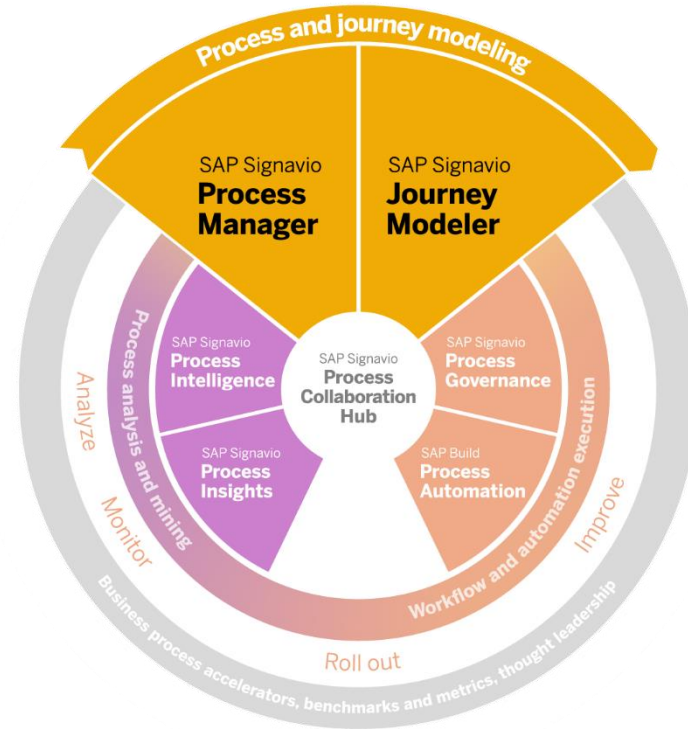 Process and journey modeling
SAP Signavio
Process
Manager
SAP Signavio
Journey
Modeler
SAP Signavio
Process
Intelligence
SAP Signavio
Process
Insights
SAP Signavio
Process
Collaboration
Hub
SAP Signavio
Process
Governance
SAP Build
Process
Automation
Process analysis and mining
Workflow and automation execution
Analyze
Monitor
Roll out
Improve
Business process accelerators, benchmarks and metrics, thought leadership